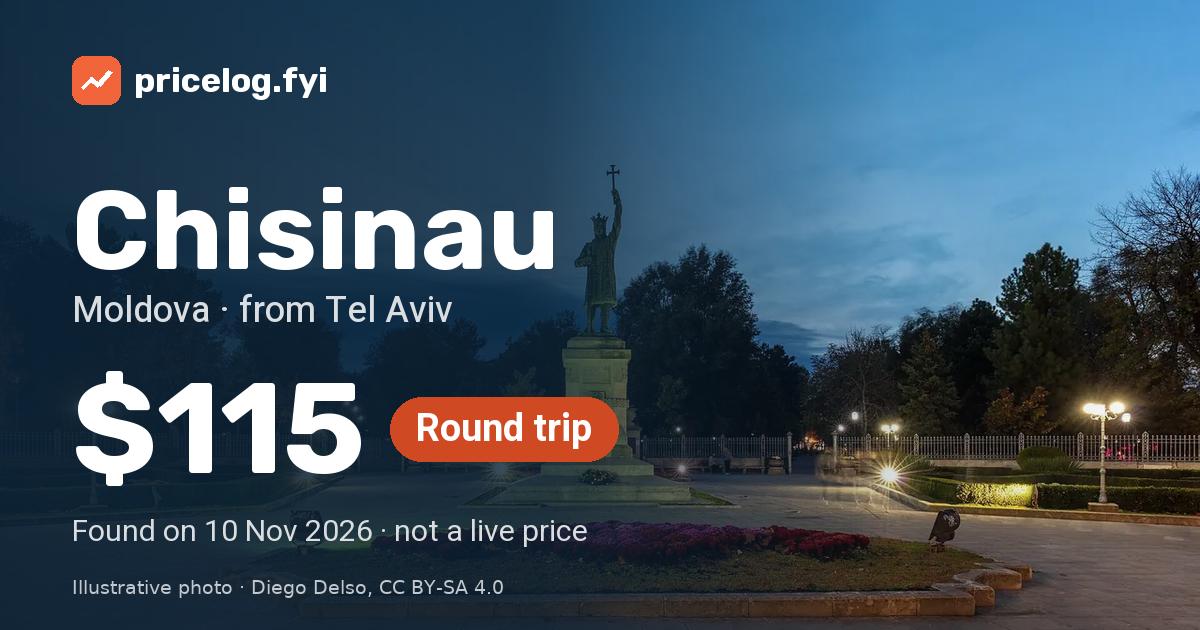 pricelog.fyi
Chisinau
Moldova · from Tel Aviv
$115
Round trip
Found on 10 Nov 2026 · not a live price
Illustrative photo · Diego Delso, CC BY-SA 4.0